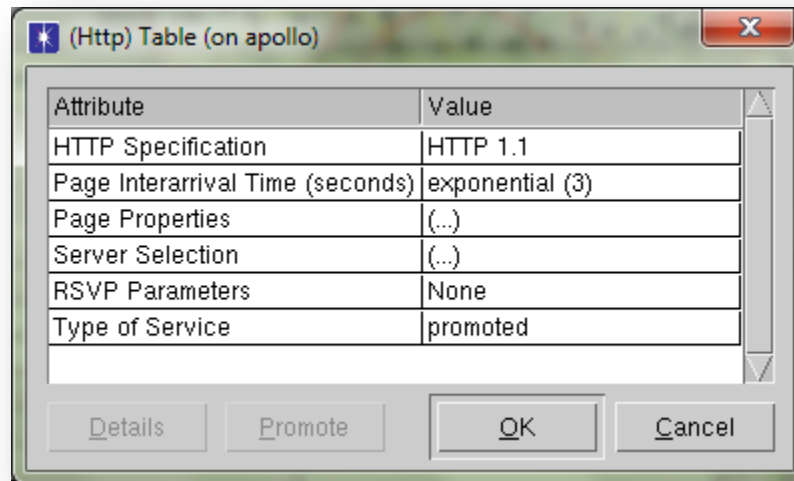 (Http) Table (on apollo)
Attribute Value
HTTP Specification HTTP 1.1
Page Interarrival Time (seconds) exponential (3)
Page Properties (...)
Server Selection (...)
RSVP Parameters None
Type of Service promoted
Details Promote OK Cancel